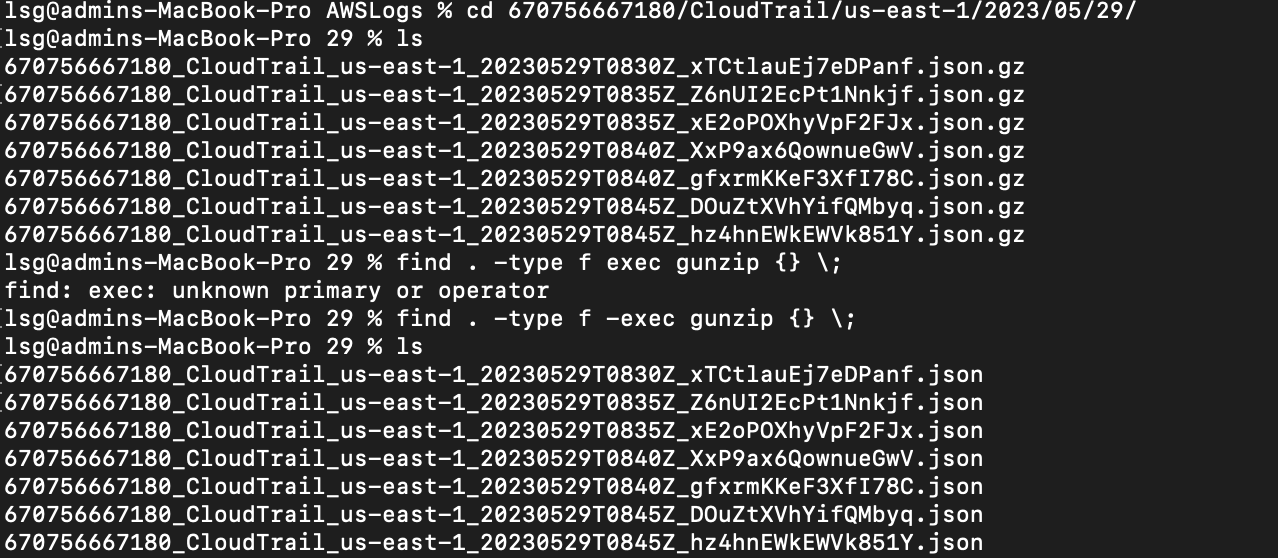 lsg@admins-MacBook-Pro AWSLogs % cd 670756667180/CloudTrail/us-east-1/2023/05/29/
lsg@admins-MacBook-Pro 29 % ls
670756667180_CloudTrail_us-east-1_20230529T0830Z_xTCtlauEj7eDPanf.json.gz
670756667180_CloudTrail_us-east-1_20230529T0835Z_Z6nUI2EcPt1Nnkjf.json.gz
670756667180_CloudTrail_us-east-1_20230529T0835Z_xE2oPOXhyVpF2FJx.json.gz
670756667180_CloudTrail_us-east-1_20230529T0840Z_XxP9ax6QownueGwV.json.gz
670756667180_CloudTrail_us-east-1_20230529T0840Z_gfxrmKKeF3XfI78C.json.gz
670756667180_CloudTrail_us-east-1_20230529T0845Z_DOuZtXVhYifQMbyq.json.gz
670756667180_CloudTrail_us-east-1_20230529T0845Z_hz4hnEWkEWVk851Y.json.gz
lsg@admins-MacBook-Pro 29 % find . -type f exec gunzip {} \;
find: exec: unknown primary or operator
lsg@admins-MacBook-Pro 29 % find . -type f -exec gunzip {} \;
lsg@admins-MacBook-Pro 29 % ls
670756667180_CloudTrail_us-east-1_20230529T0830Z_xTCtlauEj7eDPanf.json
670756667180_CloudTrail_us-east-1_20230529T0835Z_Z6nUI2EcPt1Nnkjf.json
670756667180_CloudTrail_us-east-1_20230529T0835Z_xE2oPOXhyVpF2FJx.json
670756667180_CloudTrail_us-east-1_20230529T0840Z_XxP9ax6QownueGwV.json
670756667180_CloudTrail_us-east-1_20230529T0840Z_gfxrmKKeF3XfI78C.json
670756667180_CloudTrail_us-east-1_20230529T0845Z_DOuZtXVhYifQMbyq.json
670756667180_CloudTrail_us-east-1_20230529T0845Z_hz4hnEWkEWVk851Y.json